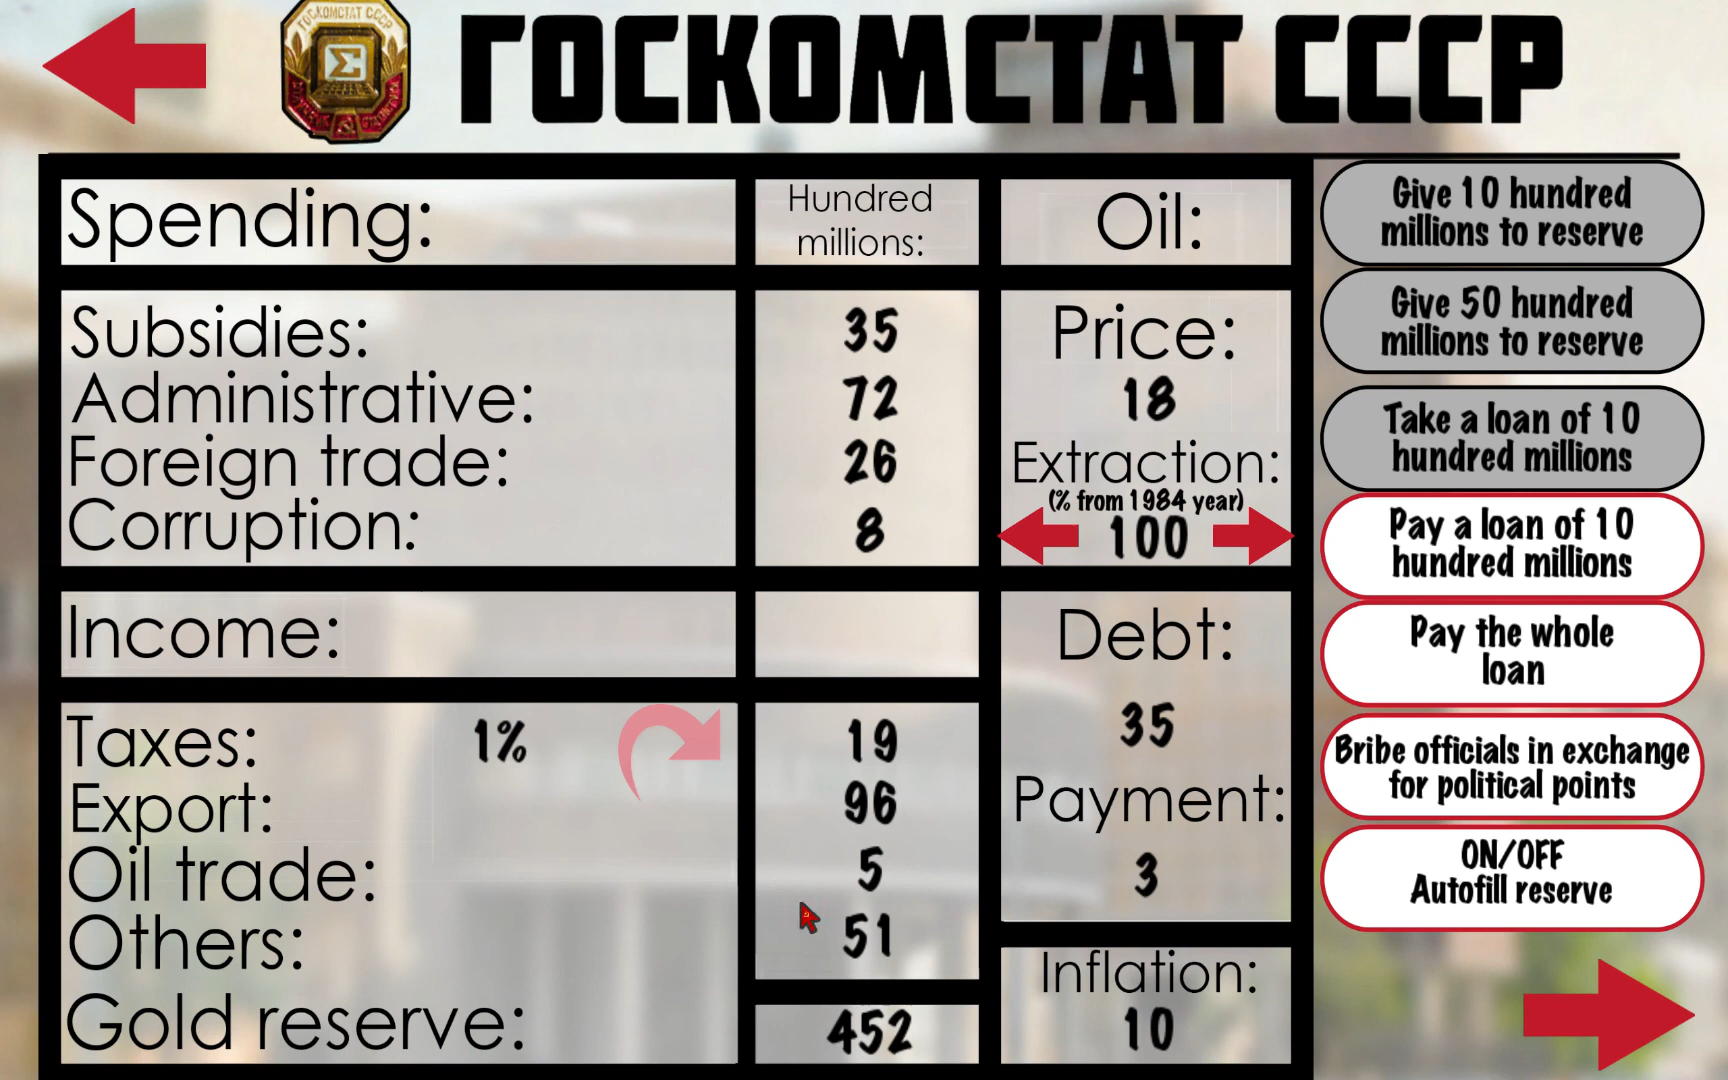 ГОСКОМСТАТ СССР
ГОСКОМСТАТ СССР
Spending:
Hundred
millions:
Oil:
Subsidies: 35
Administrative: 72
Foreign trade: 26
Corruption: 8
Price:
18
Extraction:
(% from 1984 year)
100
Income:
Taxes: 1% 19
Export: 96
Oil trade: 5
Others: 51
Gold reserve: 452
Debt:
35
Payment:
3
Inflation:
10
Give 10 hundred
millions to reserve
Give 50 hundred
millions to reserve
Take a loan of 10
hundred millions
Pay a loan of 10
hundred millions
Pay the whole
loan
Bribe officials in exchange
for political points
ON/OFF
Autofill reserve